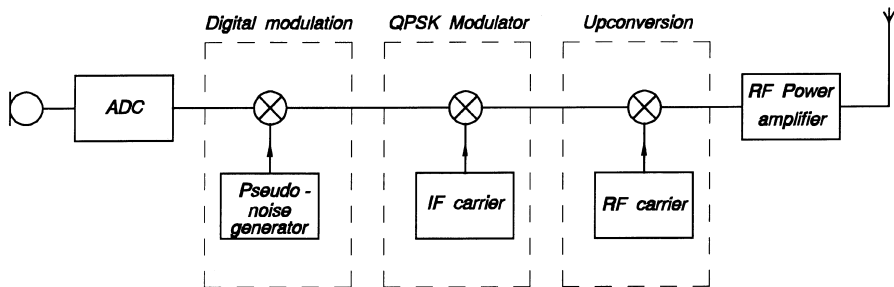 Digital modulation
QPSK Modulator
Upconversion
ADC
RF Power
amplifier
Pseudo -
noise
generator
IF carrier
RF carrier